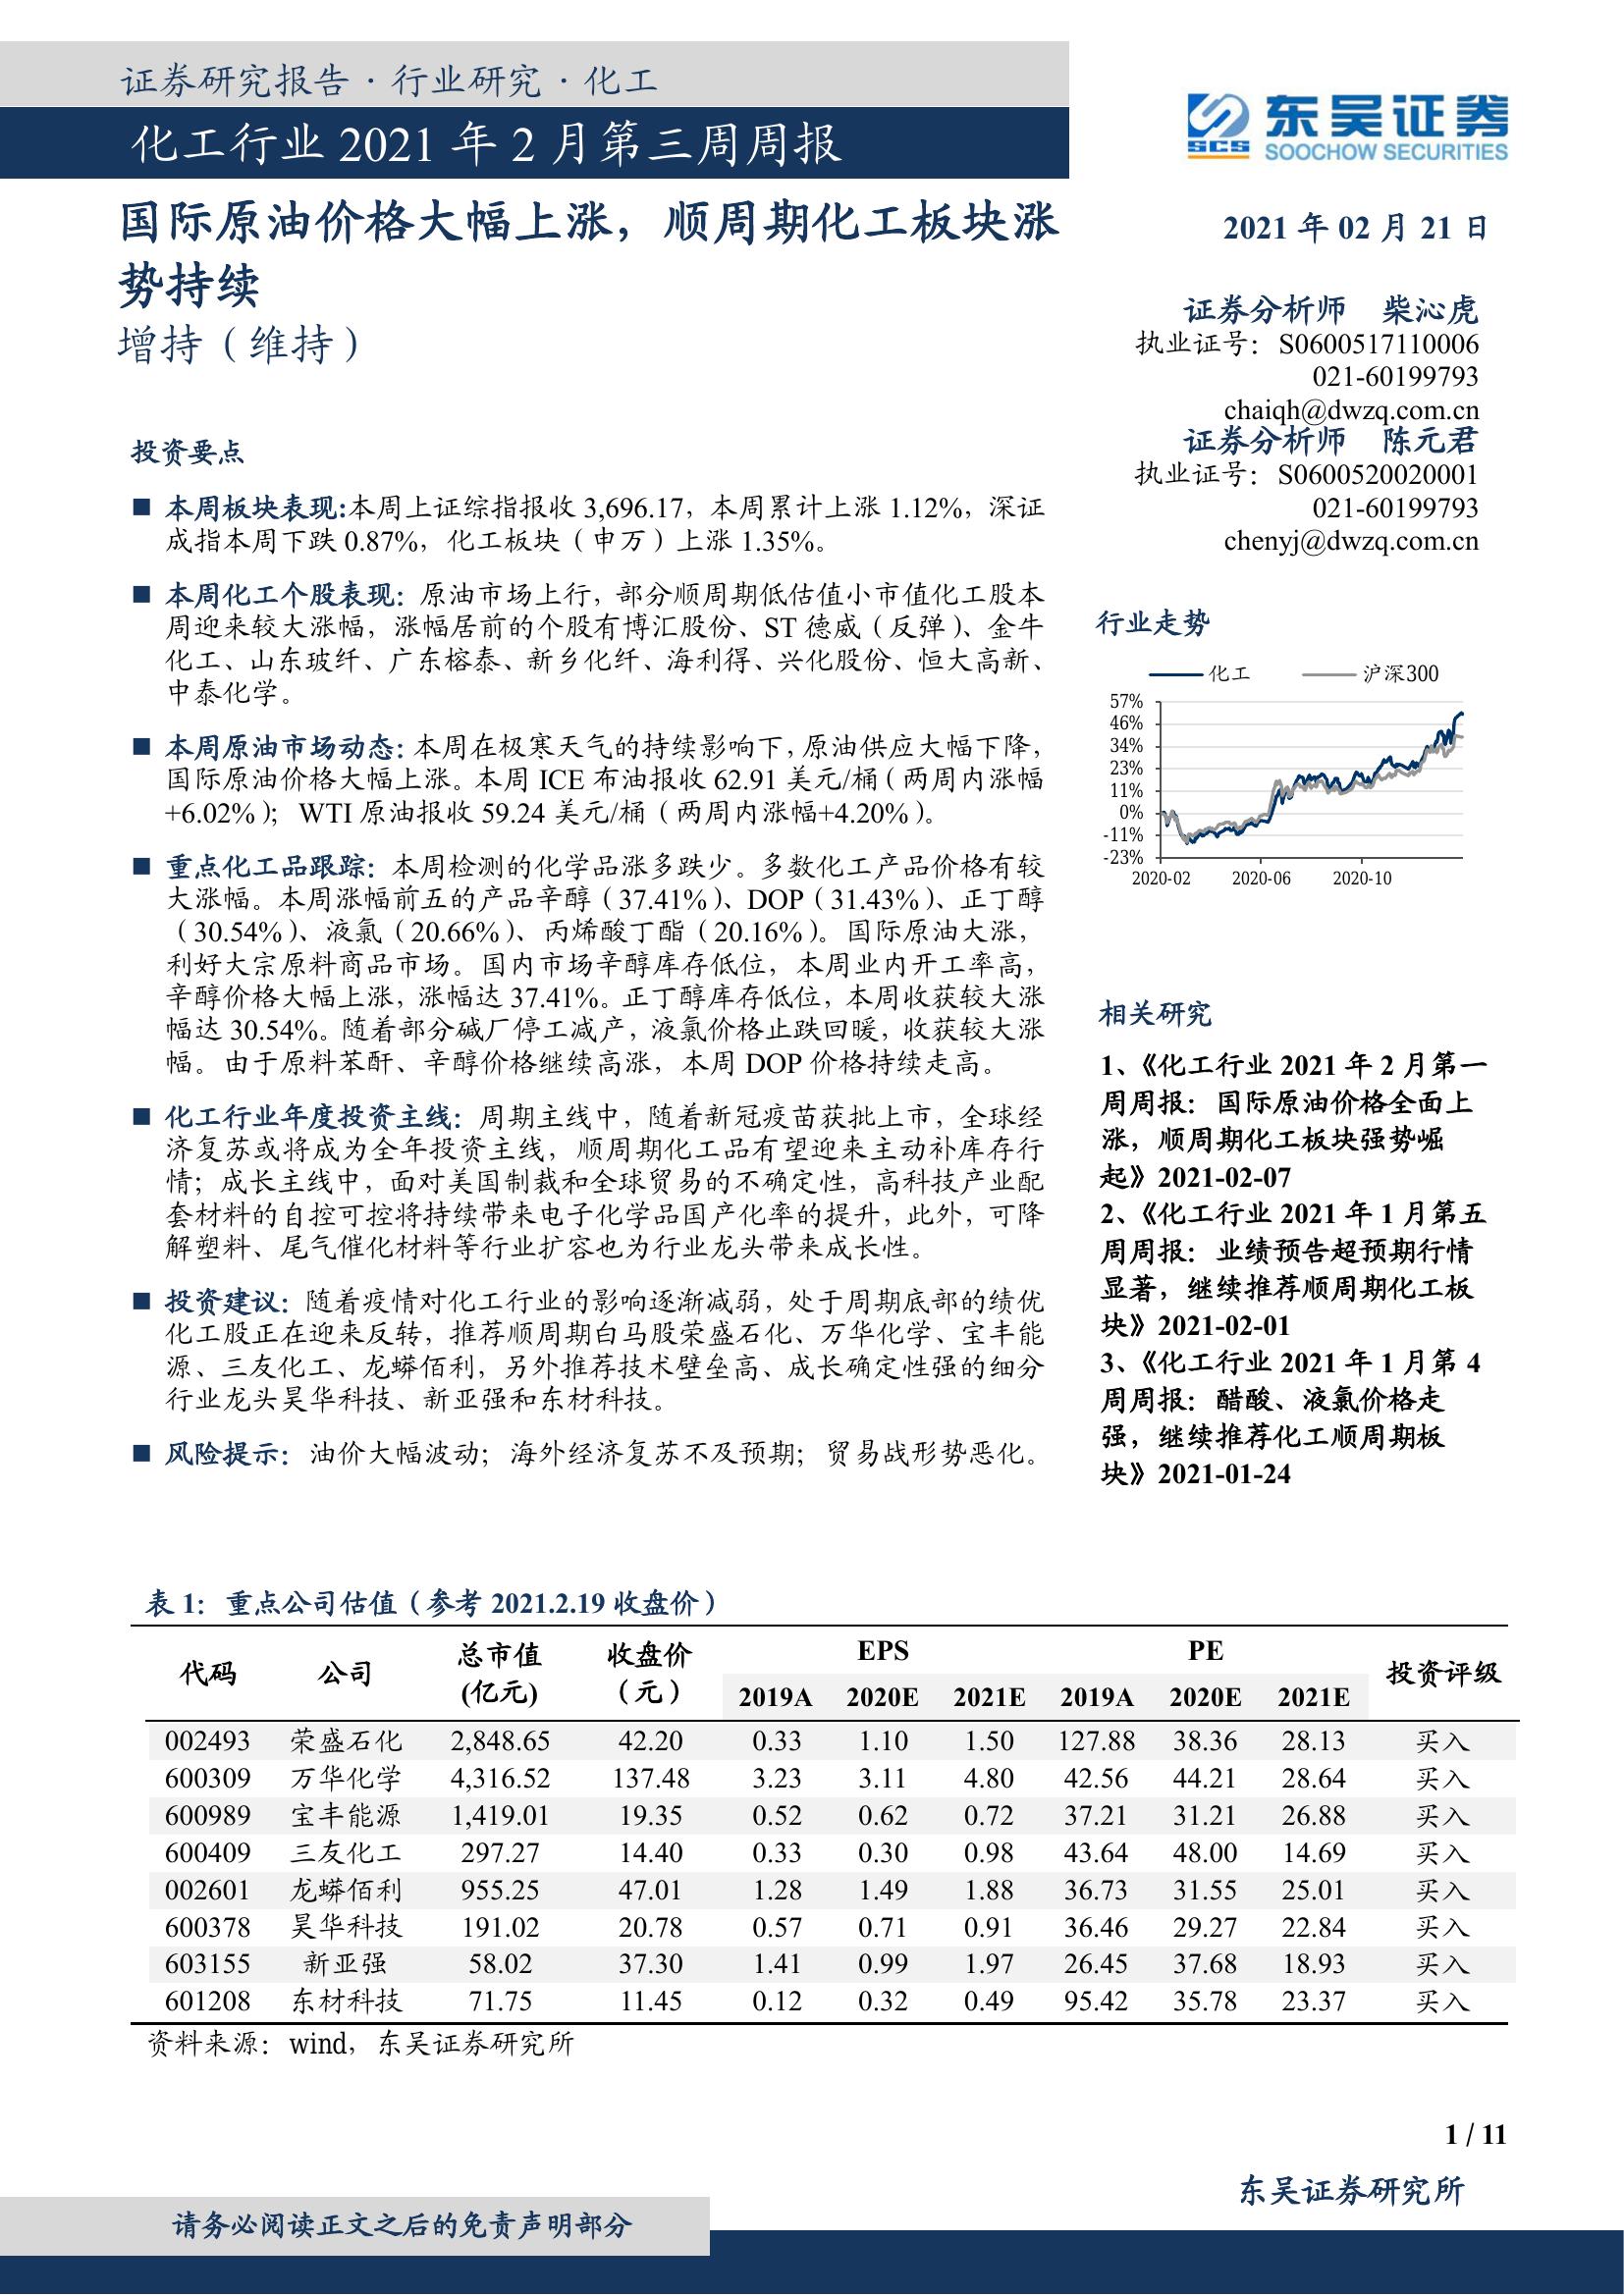 证券研究报告·行业研究·化工
化工行业 2021 年 2 月第三周周报
东吴证券
SCS
SOOCHOW SECURITIES
国际原油价格大幅上涨，顺周期化工板块涨
势持续
增持（维持）
2021 年 02 月 21 日
证券分析师 柴沁虎
执业证号：S0600517110006
021-60199793
chaiqh@dwzq.com.cn
证券分析师 陈元君
执业证号：S0600520020001
021-60199793
chenyj@dwzq.com.cn
投资要点
■ 本周板块表现:本周上证综指报收 3,696.17，本周累计上涨 1.12%，深证
成指本周下跌 0.87%，化工板块（申万）上涨 1.35%。
■ 本周化工个股表现：原油市场上行，部分顺周期低估值小市值化工股本
周迎来较大涨幅，涨幅居前的个股有博汇股份、ST 德威（反弹）、金牛
化工、山东玻纤、广东榕泰、新乡化纤、海利得、兴化股份、恒大高新、
中泰化学。
■ 本周原油市场动态：本周在极寒天气的持续影响下，原油供应大幅下降，
国际原油价格大幅上涨。本周 ICE 布油报收 62.91 美元/桶（两周内涨幅
+6.02%）； WTI 原油报收 59.24 美元/桶（两周内涨幅+4.20%）。
■ 重点化工品跟踪：本周检测的化学品涨多跌少。多数化工产品价格有较
大涨幅。本周涨幅前五的产品辛醇（37.41%）、DOP（31.43%）、正丁醇
（30.54%）、液氯（20.66%）、丙烯酸丁酯（20.16%）。国际原油大涨，
利好大宗原料商品市场。国内市场辛醇库存低位，本周业内开工率高，
辛醇价格大幅上涨，涨幅达 37.41%。正丁醇库存低位，本周收获较大涨
幅达 30.54%。随着部分碱厂停工减产，液氯价格止跌回暖，收获较大涨
幅。由于原料苯酐、辛醇价格继续高涨，本周 DOP 价格持续走高。
■ 化工行业年度投资主线：周期主线中，随着新冠疫苗获批上市，全球经
济复苏或将成为全年投资主线，顺周期化工品有望迎来主动补库存行
情；成长主线中，面对美国制裁和全球贸易的不确定性，高科技产业配
套材料的自控可控将持续带来电子化学品国产化率的提升，此外，可降
解塑料、尾气催化材料等行业扩容也为行业龙头带来成长性。
■ 投资建议：随着疫情对化工行业的影响逐渐减弱，处于周期底部的绩优
化工股正在迎来反转，推荐顺周期白马股荣盛石化、万华化学、宝丰能
源、三友化工、龙蟒佰利，另外推荐技术壁垒高、成长确定性强的细分
行业龙头昊华科技、新亚强和东材科技。
■ 风险提示：油价大幅波动；海外经济复苏不及预期；贸易战形势恶化。
行业走势
化工 沪深300
57%
46%
34%
23%
11%
0%
-11%
-23%
2020-02 2020-06 2020-10
相关研究
1、《化工行业 2021 年 2 月第一
周周报：国际原油价格全面上
涨，顺周期化工板块强势崛
起》2021-02-07
2、《化工行业 2021 年 1 月第五
周周报：业绩预告超预期行情
显著，继续推荐顺周期化工板
块》2021-02-01
3、《化工行业 2021 年 1 月第 4
周周报：醋酸、液氯价格走
强，继续推荐化工顺周期板
块》2021-01-24
表 1：重点公司估值（参考 2021.2.19 收盘价）
代码 公司 总市值(亿元) 收盘价（元） EPS PE 投资评级
2019A 2020E 2021E 2019A 2020E 2021E
002493 荣盛石化 2,848.65 42.20 0.33 1.10 1.50 127.88 38.36 28.13 买入
600309 万华化学 4,316.52 137.48 3.23 3.11 4.80 42.56 44.21 28.64 买入
600989 宝丰能源 1,419.01 19.35 0.52 0.62 0.72 37.21 31.21 26.88 买入
600409 三友化工 297.27 14.40 0.33 0.30 0.98 43.64 48.00 14.69 买入
002601 龙蟒佰利 955.25 47.01 1.28 1.49 1.88 36.73 31.55 25.01 买入
600378 昊华科技 191.02 20.78 0.57 0.71 0.91 36.46 29.27 22.84 买入
603155 新亚强 58.02 37.30 1.41 0.99 1.97 26.45 37.68 18.93 买入
601208 东材科技 71.75 11.45 0.12 0.32 0.49 95.42 35.78 23.37 买入
资料来源：wind，东吴证券研究所
1 / 11
东吴证券研究所
请务必阅读正文之后的免责声明部分